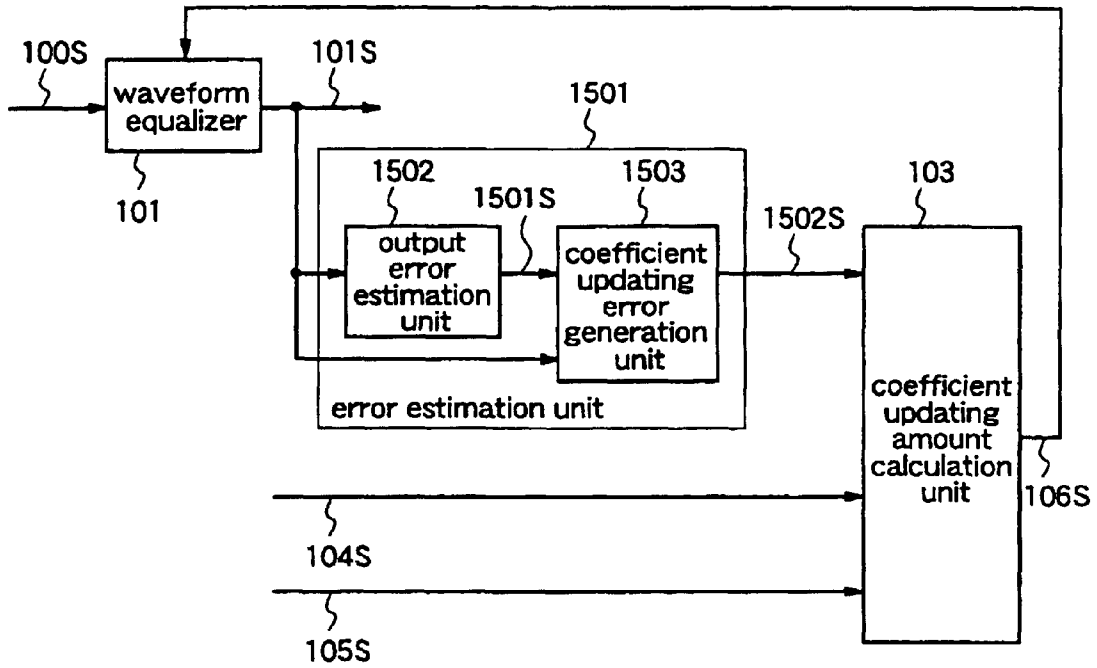 100S
101S
waveform
equalizer
101
1501
1502
1501S
1503
1502S
103
output
error
estimation
unit
coefficient
updating
error
generation
unit
error estimation unit
coefficient
updating
amount
calculation
unit
106S
104S
105S